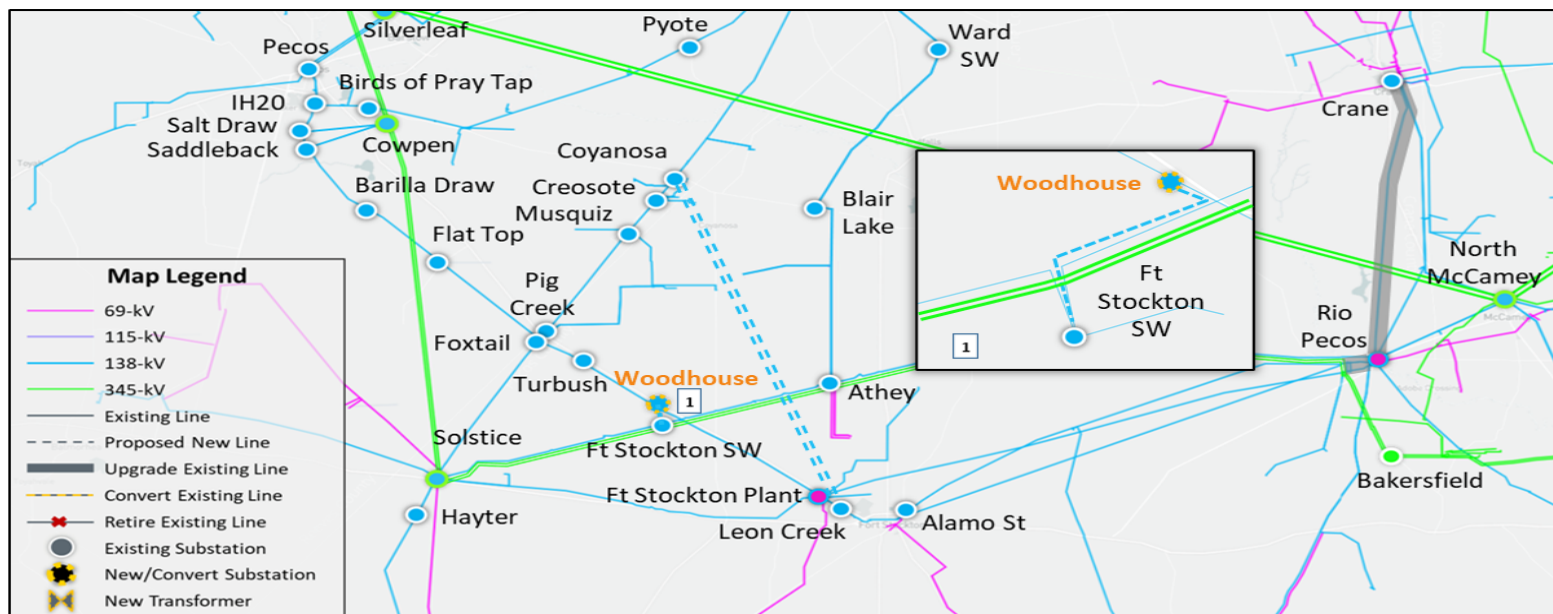 Silverleaf
Pyote
Ward
SW
Pecos
Birds of Pray Tap
IH20
Salt Draw
Saddleback
Cowpen
Crane
Toyah
Coyanosa
Barilla Draw
Creosote
Musquiz
Blair
Lake
Flat Top
Woodhouse
Ft
Stockton
SW
1
North
McCamey
McCamey
Rio
Pecos
Pig
Creek
Foxtail
Turbush
Woodhouse
1
Athey
Solstice
Ft Stockton SW
Ft Stockton Plant
Hayter
Leon Creek
Alamo St
Bakersfield
Map Legend
69-kV
115-kV
138-kV
345-kV
Existing Line
Proposed New Line
Upgrade Existing Line
Convert Existing Line
Retire Existing Line
Existing Substation
New/Convert Substation
New Transformer